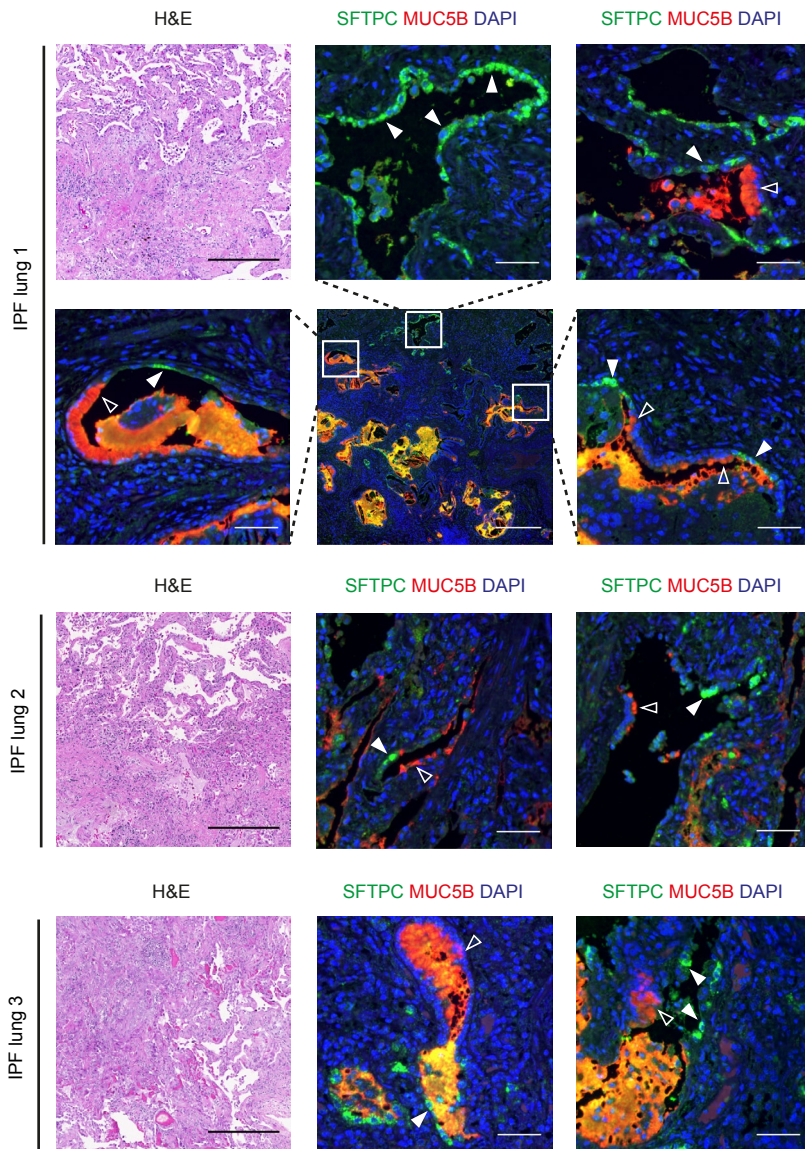 H&E
SFTPC MUC5B DAPI
SFTPC MUC5B DAPI
IPF lung 1
H&E
SFTPC MUC5B DAPI
SFTPC MUC5B DAPI
IPF lung 2
H&E
SFTPC MUC5B DAPI
SFTPC MUC5B DAPI
IPF lung 3